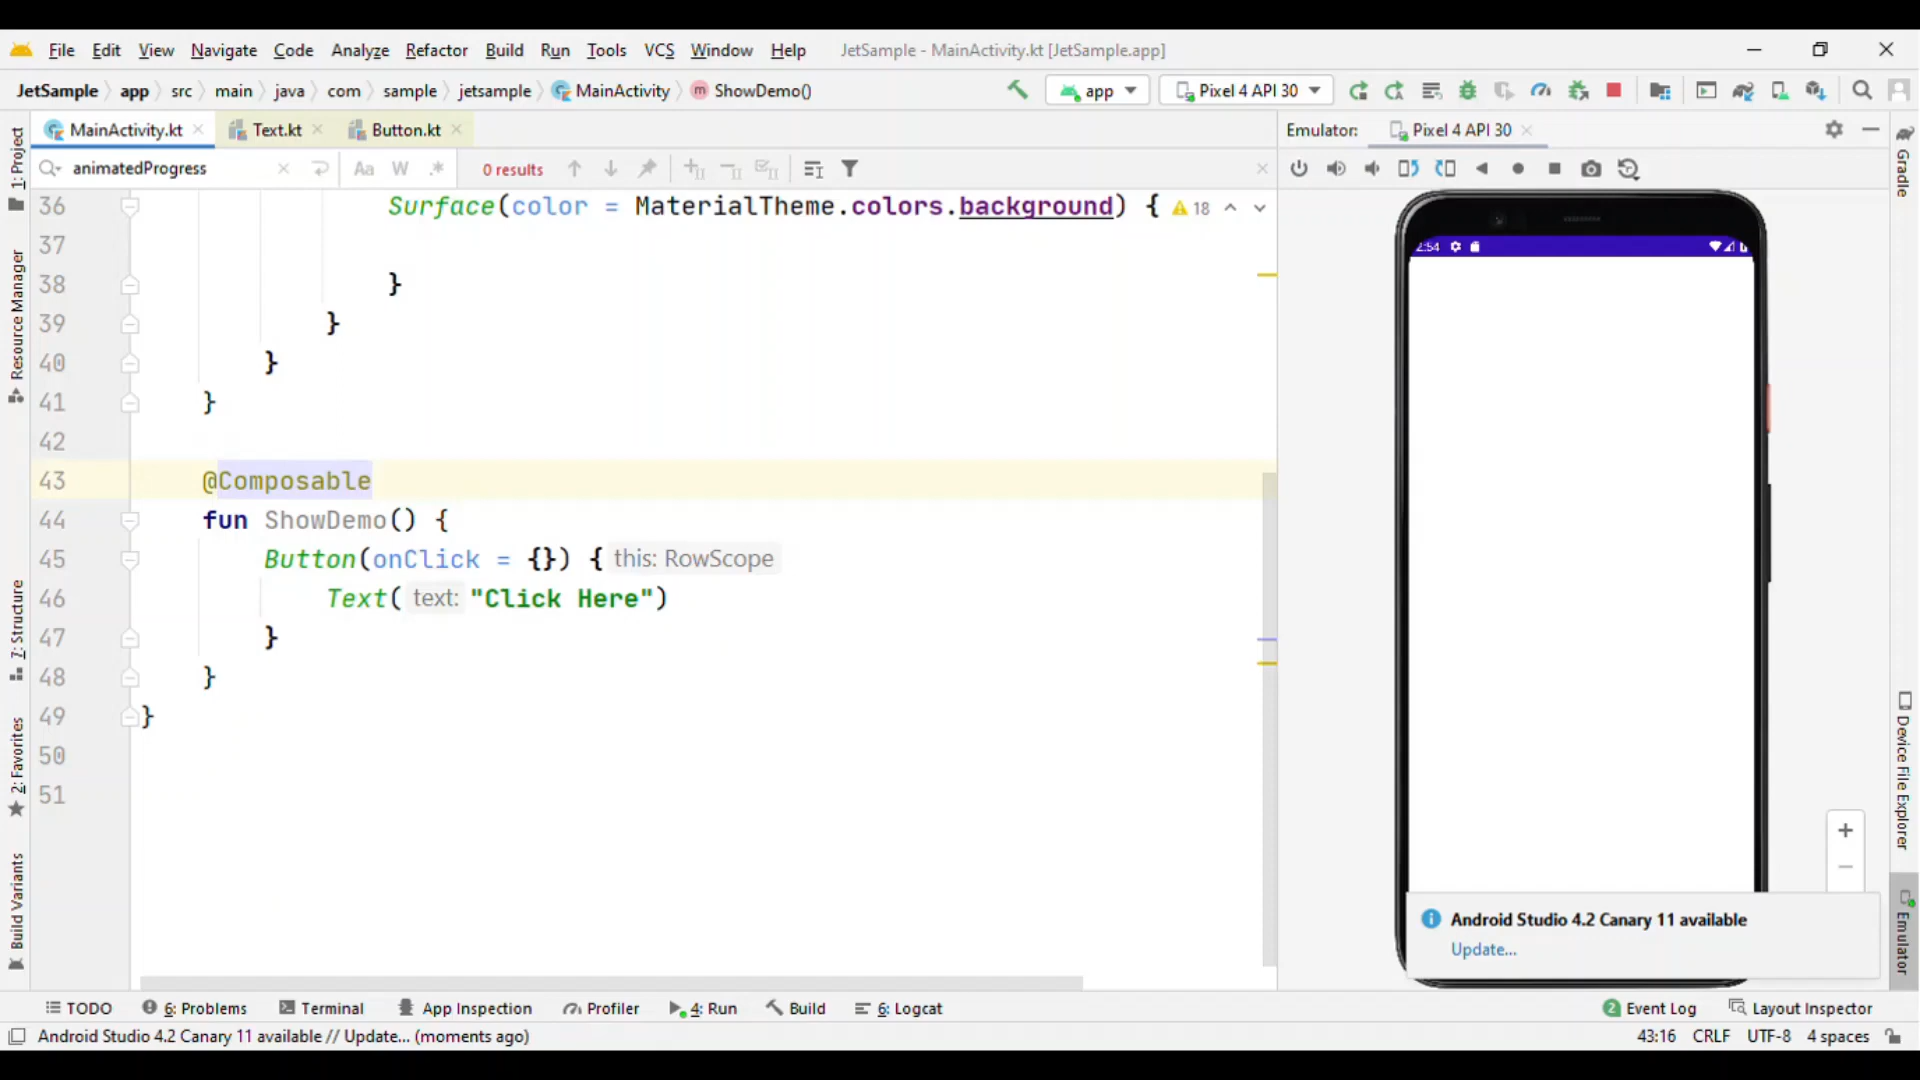 File Edit View Navigate Code Analyze Refactor Build Run Tools VCS Window Help JetSample - MainActivity.kt [JetSample.app]
JetSample app src main java com sample jetsample MainActivity ShowDemo() app Pixel 4 API 30
1: Project
Resource Manager
7: Structure
2: Favorites
Build Variants
MainActivity.kt Text.kt Button.kt
animatedProgress Aa W .* 0 results
36 Surface(color = MaterialTheme.colors.background) { 18
37
38 }
39 }
40 }
41 }
42
43 @Composable
44 fun ShowDemo() {
45 Button(onClick = {}) { this: RowScope
46 Text( text: "Click Here")
47 }
48 }
49 }
50
51
Emulator: Pixel 4 API 30
2:54
Android Studio 4.2 Canary 11 available
Update...
Gradle
Device File Explorer
Emulator
TODO 6: Problems Terminal App Inspection Profiler 4: Run Build 6: Logcat 2 Event Log Layout Inspector
Android Studio 4.2 Canary 11 available // Update... (moments ago) 43:16 CRLF UTF-8 4 spaces